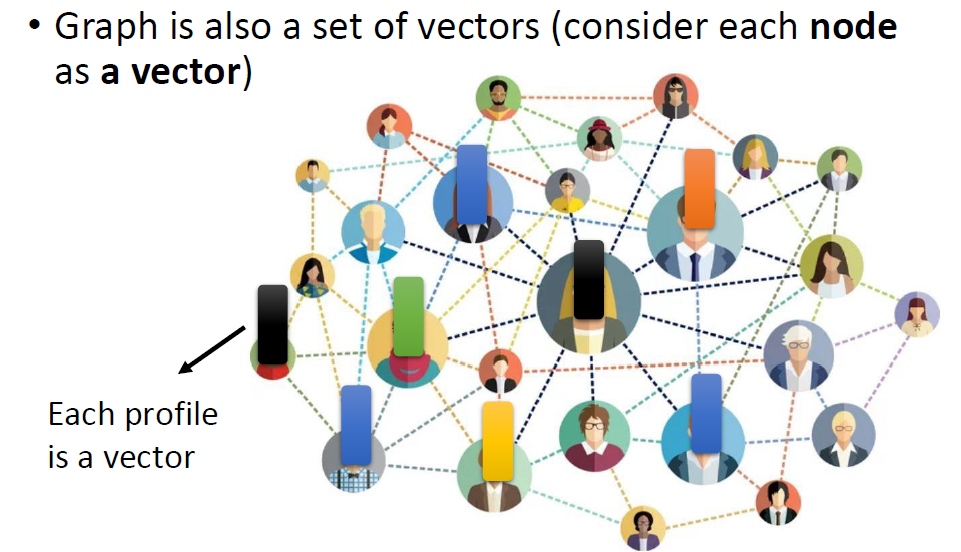 • Graph is also a set of vectors (consider each node
as a vector)
Each profile
is a vector